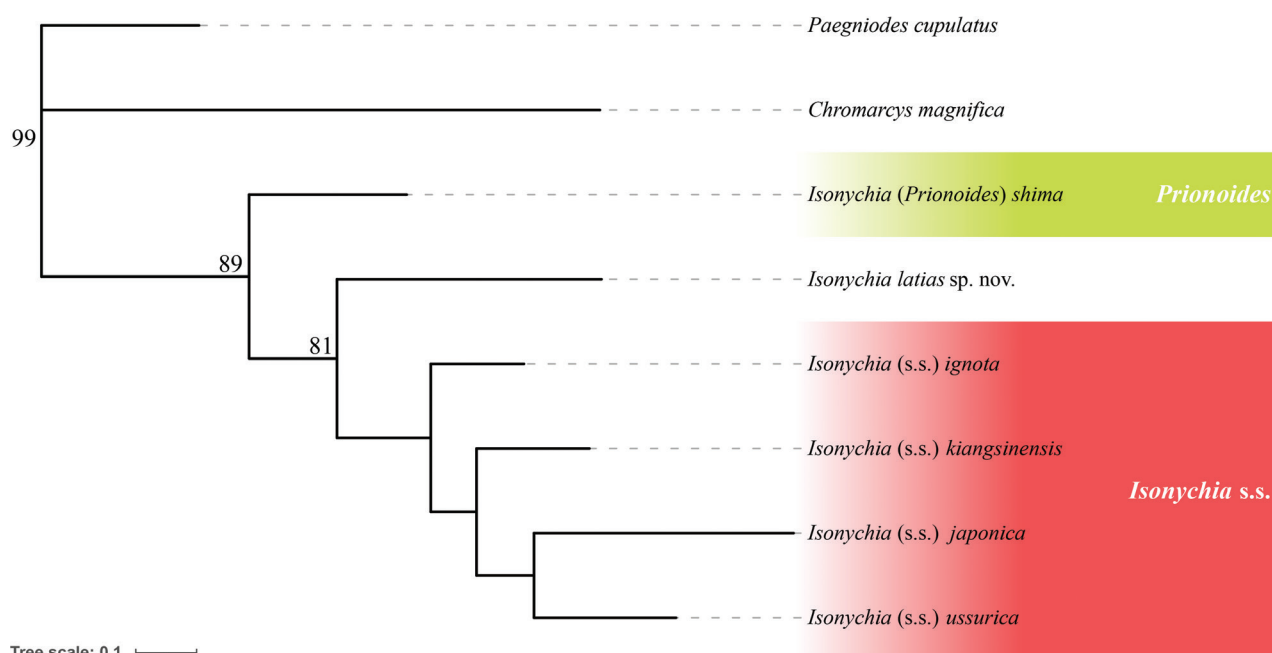 Paegniodes cupulatus
Chromarcys magnifica
99
Isonychia (Prionoides) shima
Prionoides
89
Isonychia latias sp. nov.
81
Isonychia (s.s.) ignota
Isonychia (s.s.) kiangsinensis
Isonychia s.s.
Isonychia (s.s.) japonica
Isonychia (s.s.) ussurica
Tree scale: 0.1